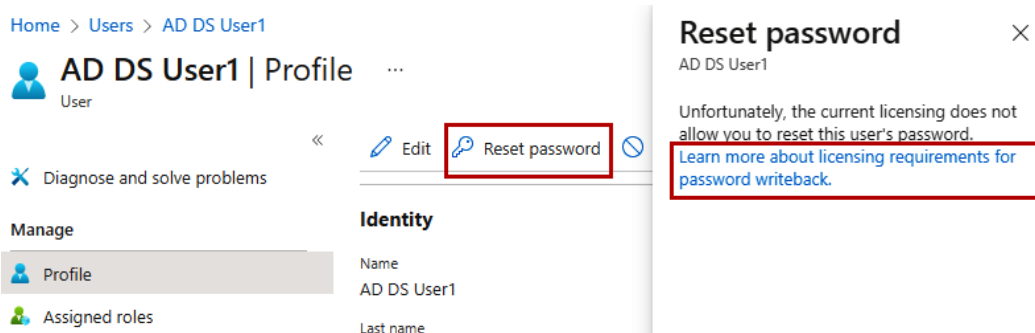 Home > Users > AD DS User1
AD DS User1 | Profile ...
User
«
Diagnose and solve problems
Manage
Profile
Assigned roles
Edit
Reset password
Identity
Name
AD DS User1
Last name
Reset password
AD DS User1
Unfortunately, the current licensing does not
allow you to reset this user's password.
Learn more about licensing requirements for
password writeback.